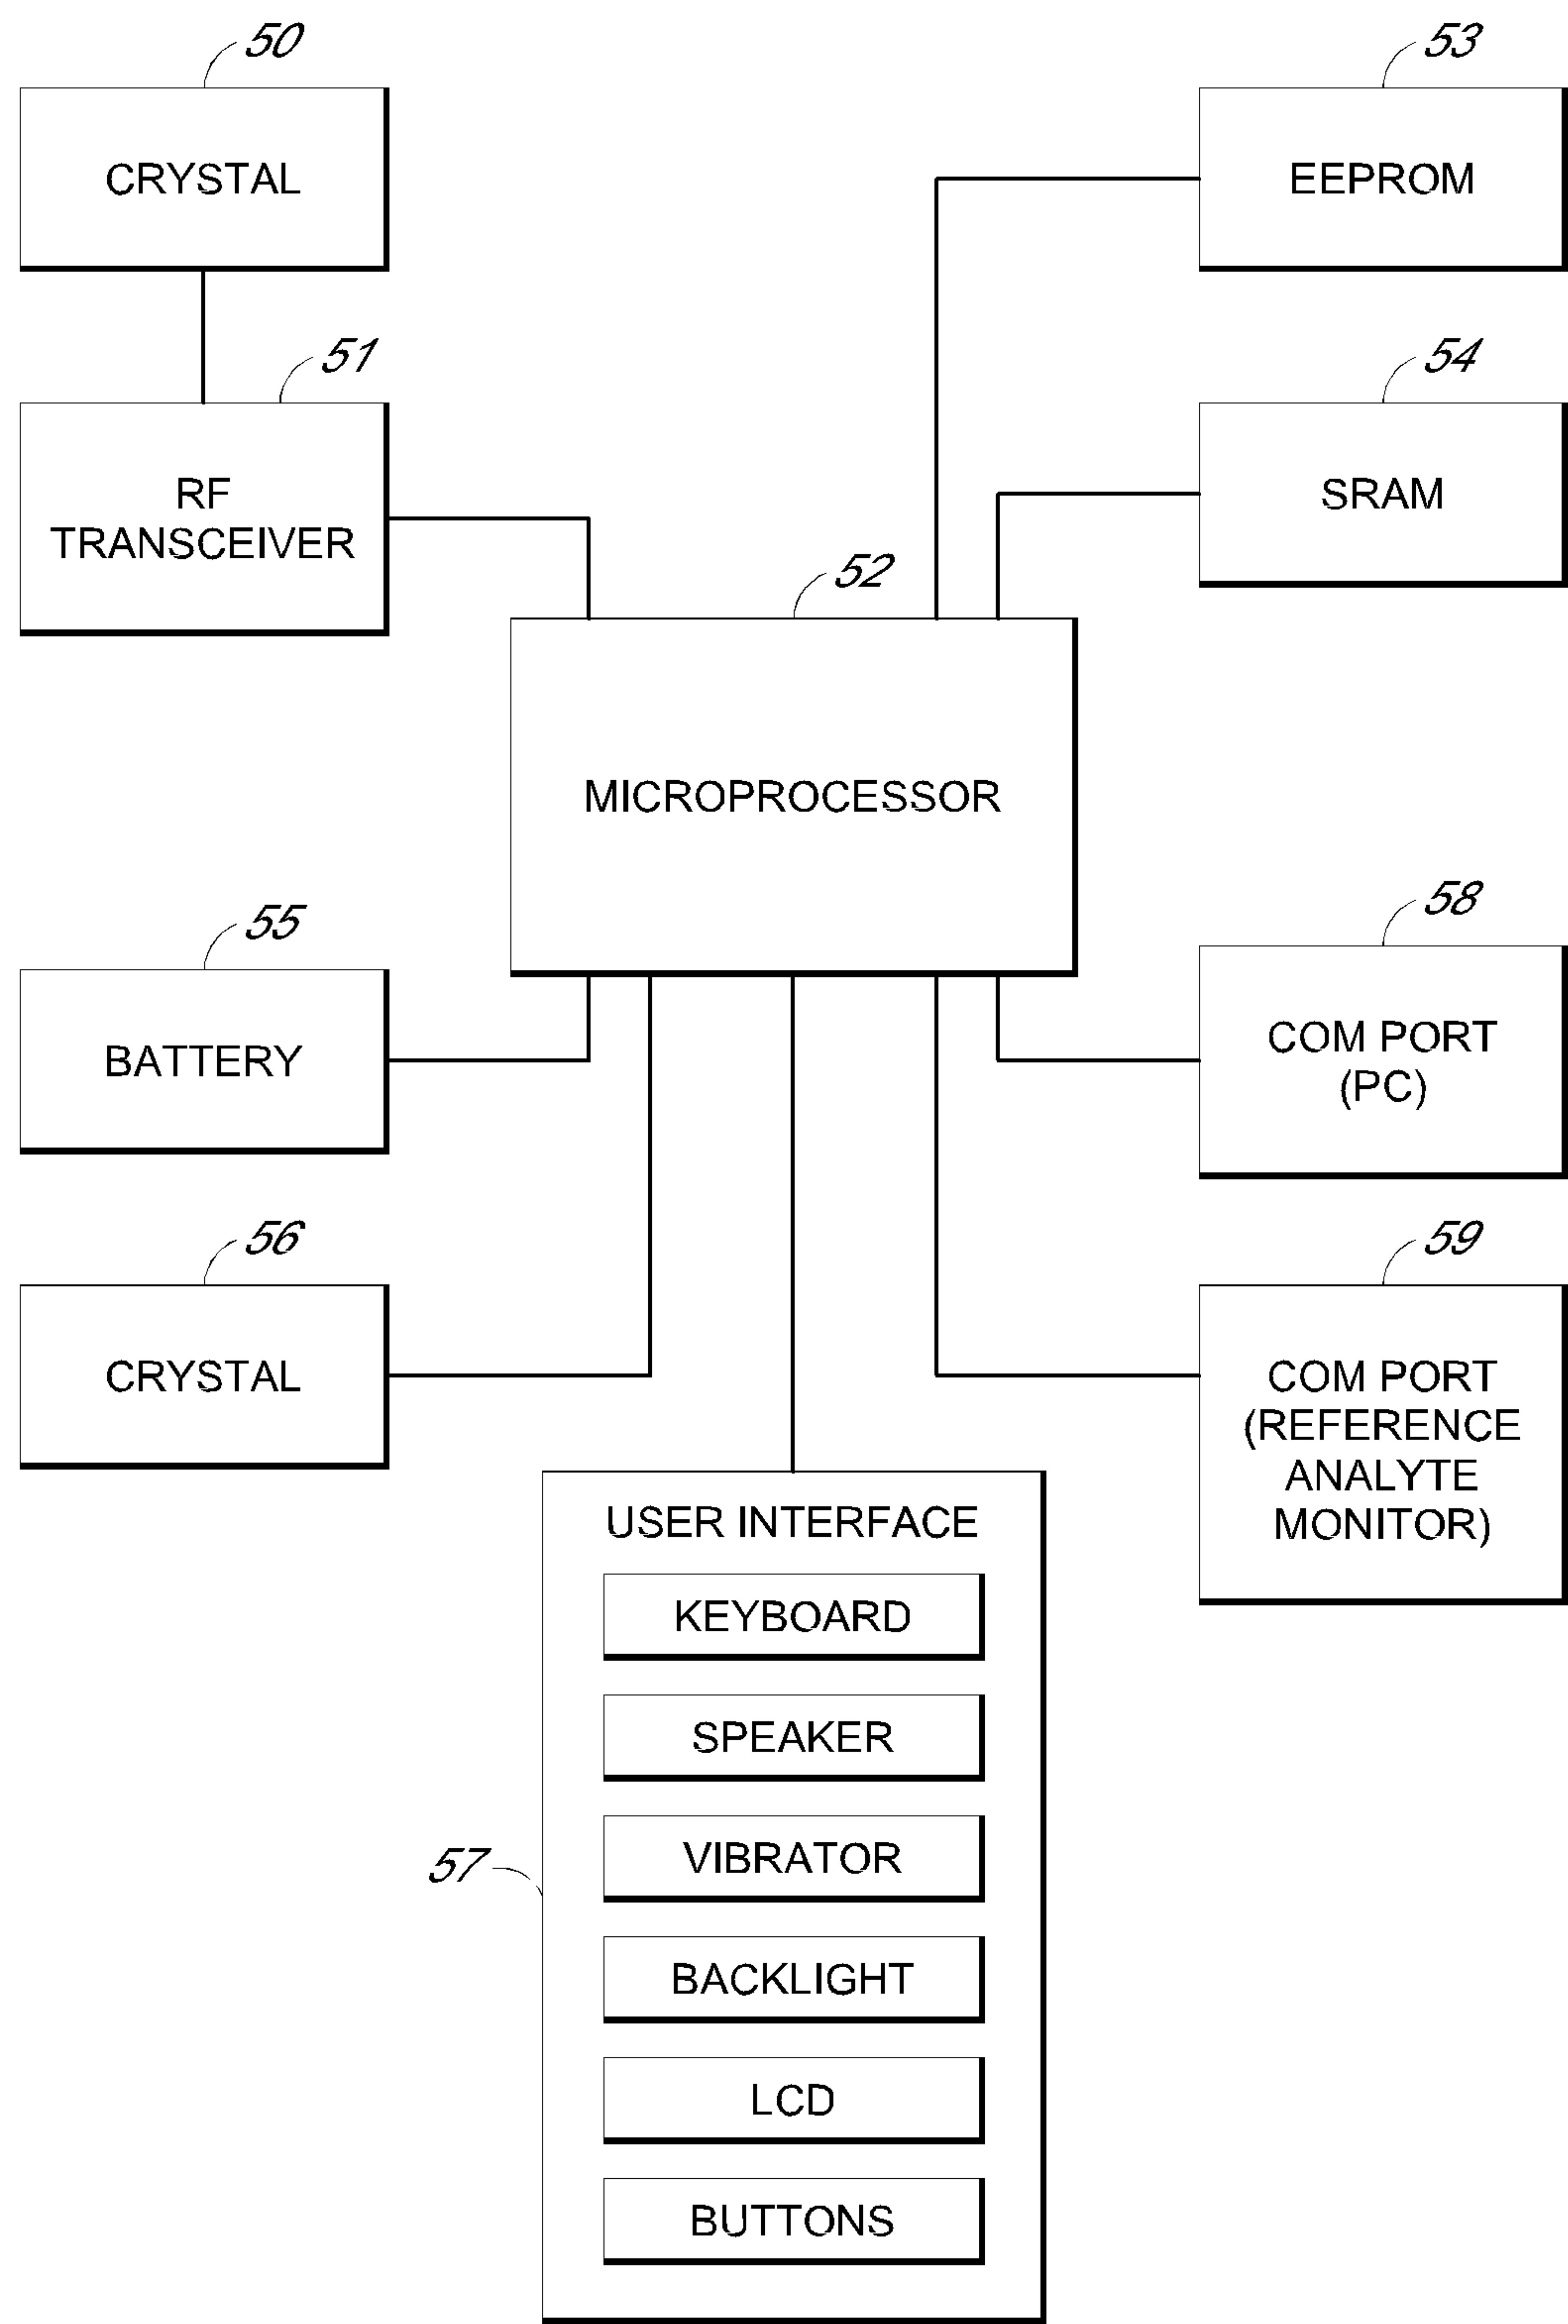 50
CRYSTAL
53
EEPROM
51
RF
TRANSCEIVER
54
SRAM
52
MICROPROCESSOR
55
BATTERY
58
COM PORT
(PC)
56
CRYSTAL
59
COM PORT
(REFERENCE
ANALYTE
MONITOR)
57
USER INTERFACE
KEYBOARD
SPEAKER
VIBRATOR
BACKLIGHT
LCD
BUTTONS